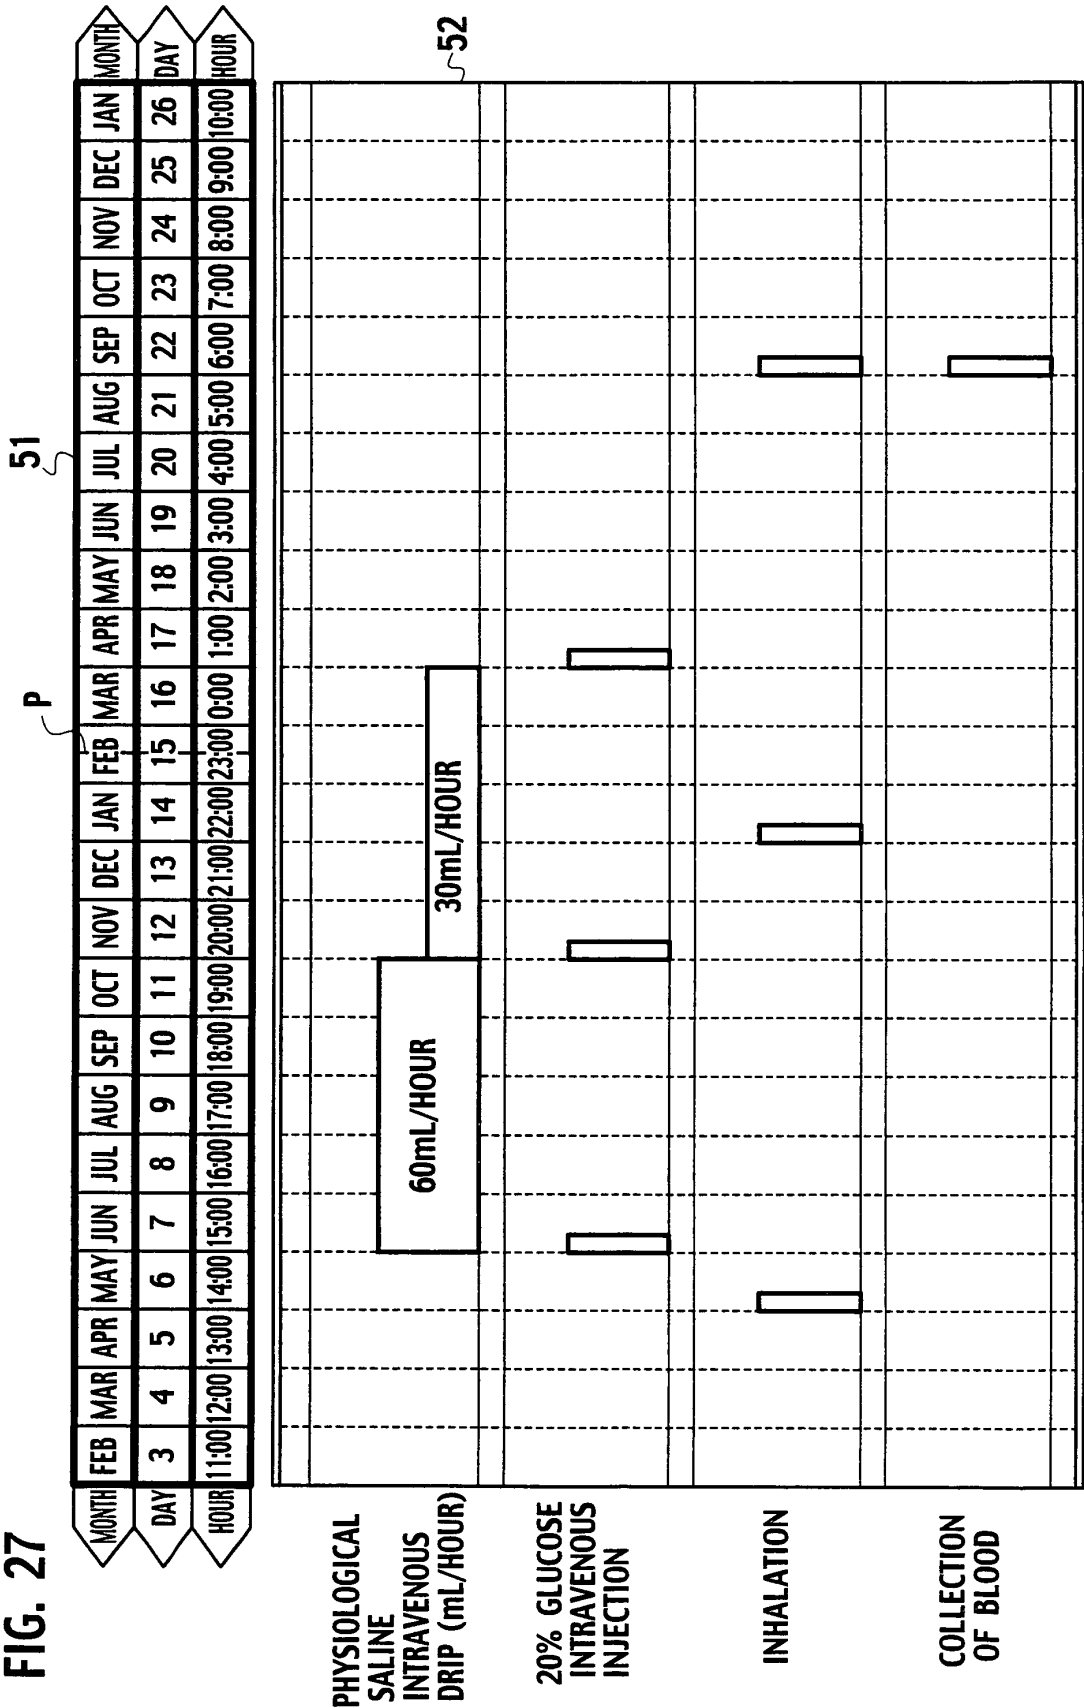 FIG. 27
51
P
52
MONTH FEB MAR APR MAY JUN JUL AUG SEP OCT NOV DEC JAN FEB MAR APR MAY JUN JUL AUG SEP OCT NOV DEC JAN MONTH
DAY 3 4 5 6 7 8 9 10 11 12 13 14 15 16 17 18 19 20 21 22 23 24 25 26 DAY
HOUR 11:00 12:00 13:00 14:00 15:00 16:00 17:00 18:00 19:00 20:00 21:00 22:00 23:00 0:00 1:00 2:00 3:00 4:00 5:00 6:00 7:00 8:00 9:00 10:00 HOUR
PHYSIOLOGICAL
SALINE
INTRAVENOUS
DRIP (mL/HOUR)
60mL/HOUR
30mL/HOUR
20% GLUCOSE
INTRAVENOUS
INJECTION
INHALATION
COLLECTION
OF BLOOD